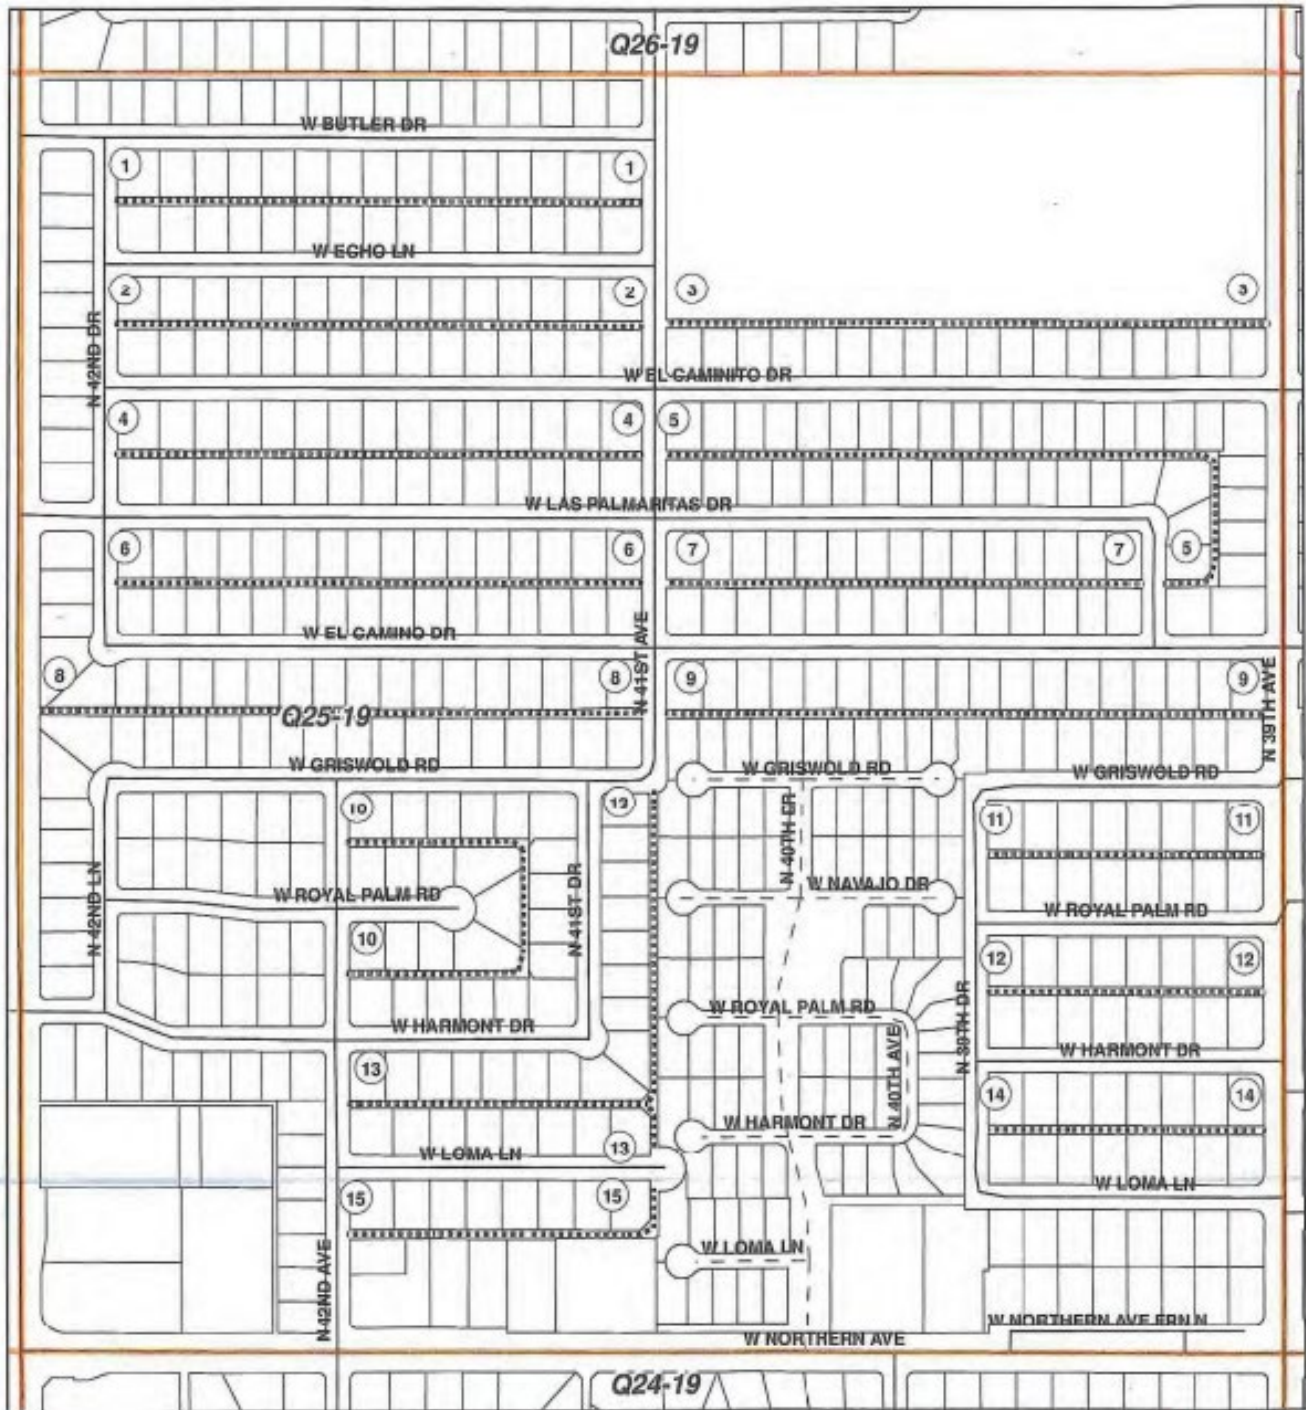 Q26-19
W BUTLER DR
1
1
W ECHO LN
2
2
3
3
N 42ND DR
W EL CAMINITO DR
4
4
5
W LAS PALMARITAS DR
6
6
7
7
5
W EL CAMINO DR
N 41ST AVE
8
8
9
9
N 39TH AVE
Q25-19
W GRISWOLD RD
W GRISWOLD RD
W GRISWOLD RD
10
N 40TH DR
11
11
W ROYAL PALM RD
W NAVAJO DR
W ROYAL PALM RD
N 42ND LN
10
N 41ST DR
12
12
W ROYAL PALM RD
N 39TH DR
W HARMONT DR
N 40TH AVE
W HARMONT DR
13
14
14
W HARMONT DR
13
W LOMA LN
W LOMA LN
15
15
W LOMA LN
N 42ND AVE
W NORTHERN AVE
W NORTHERN AVE FRN N
Q24-19